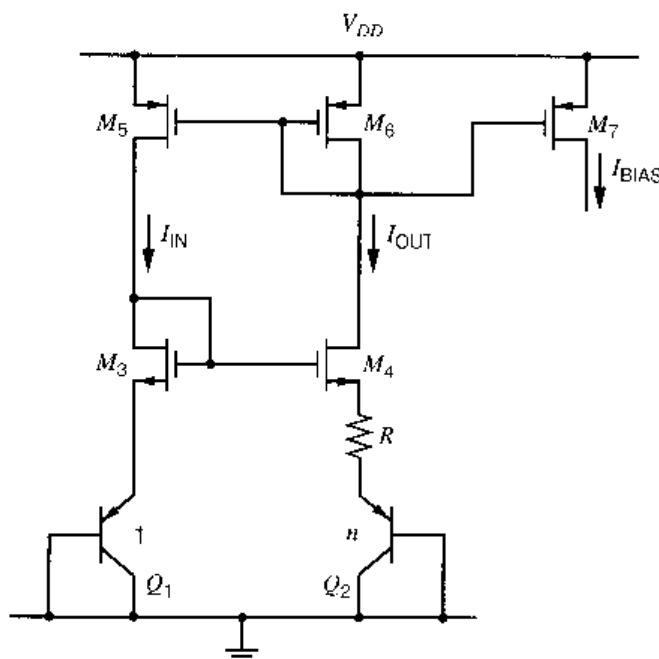 V_DD
M_5
M_6
M_7
I_BIAS
I_IN
I_OUT
M_3
M_4
R
1
n
Q_1
Q_2